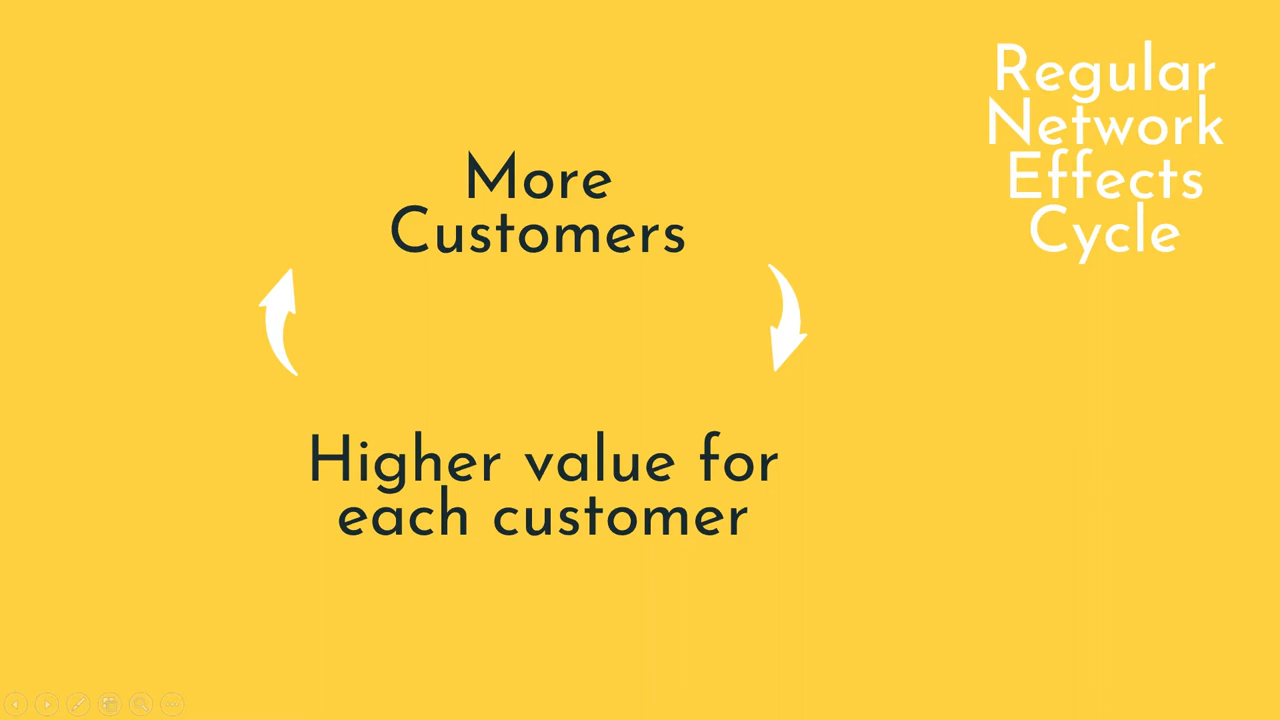 Regular
Network
Effects
Cycle
More
Customers
Higher value for
each customer